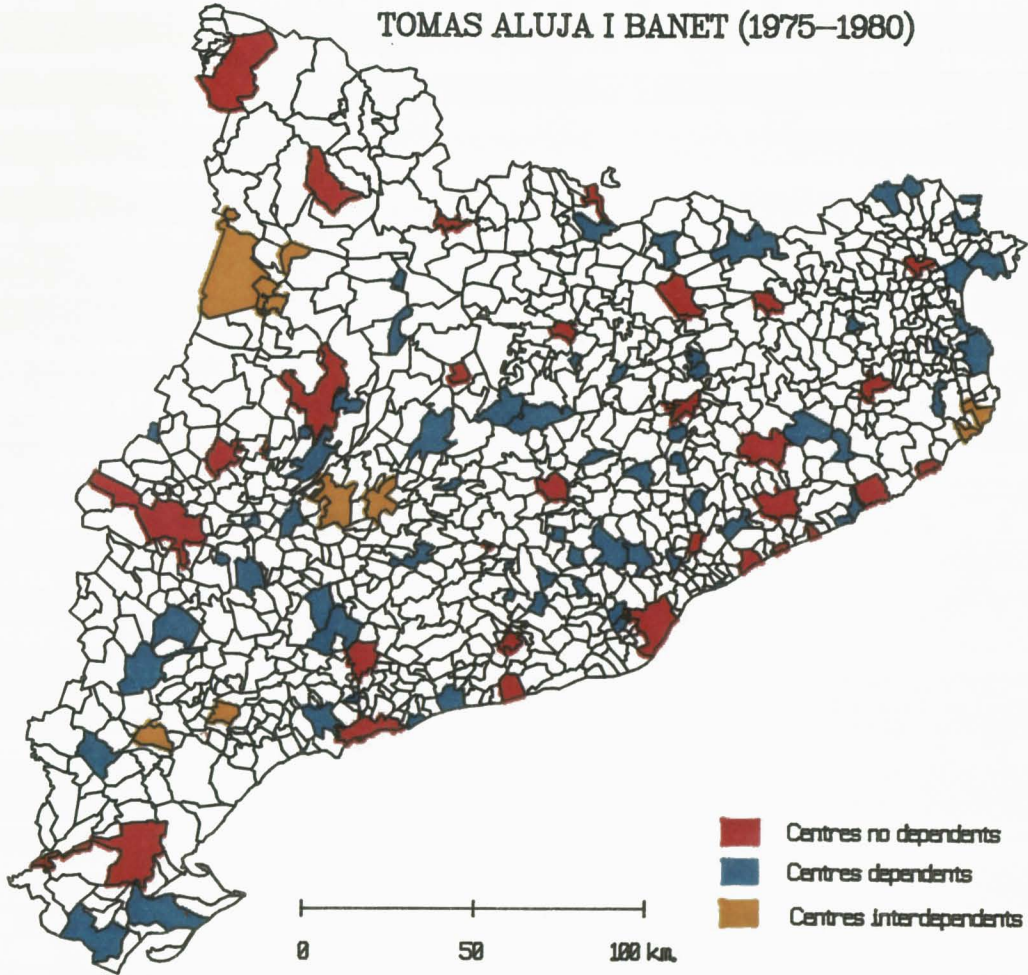 TOMAS ALUJA I BANET (1975–1980)
Centres no dependents
Centres dependents
Centres interdependents
0 50 100 km.